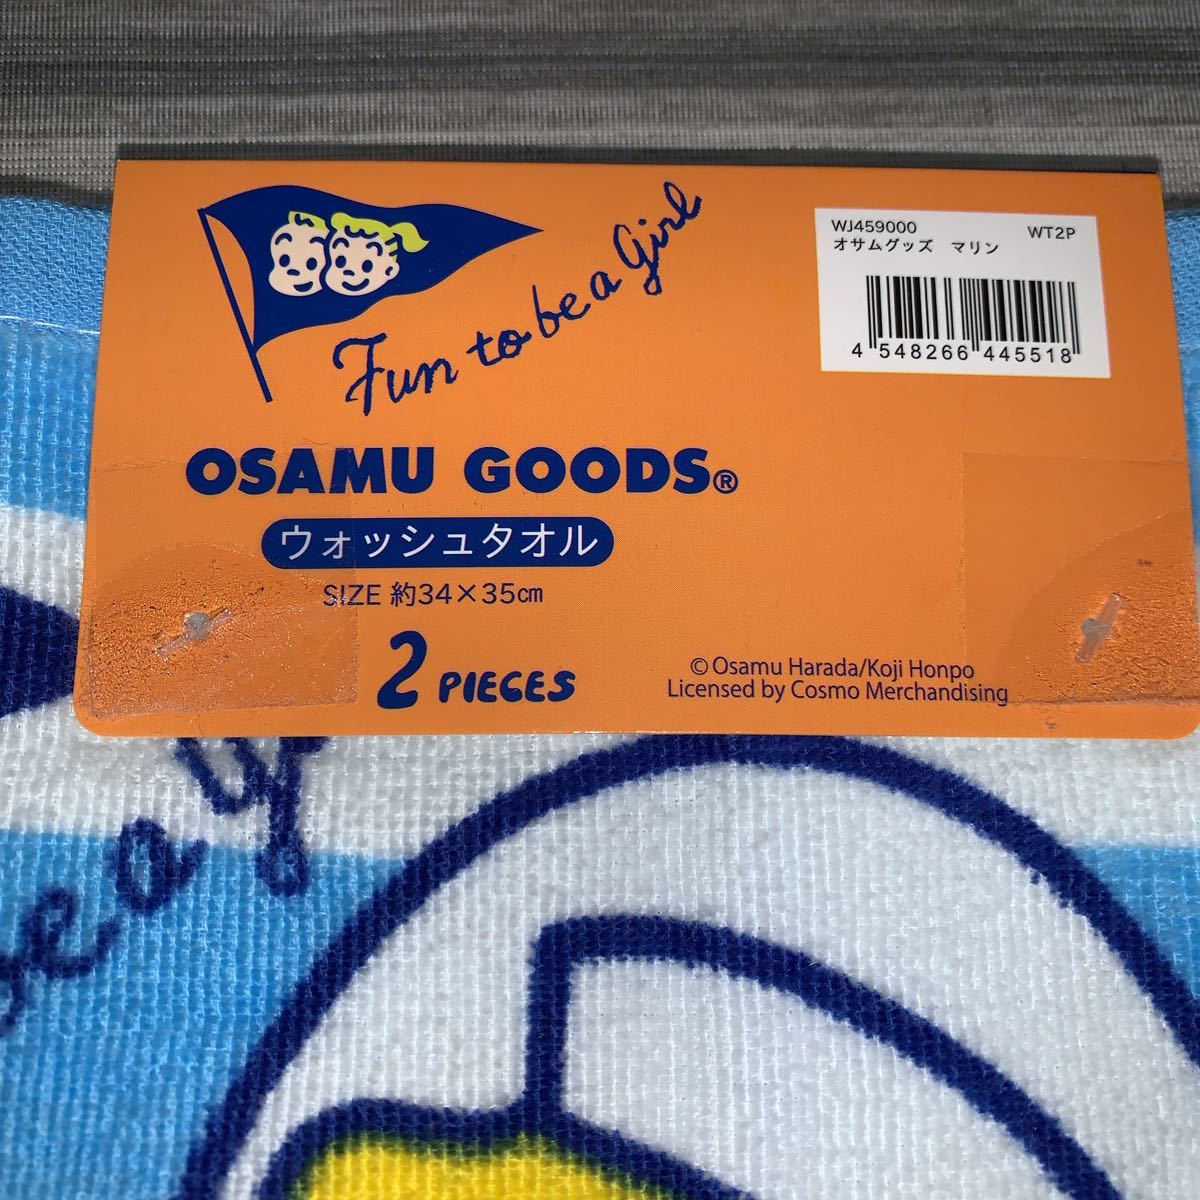 Fun to be a Girl
WJ459000 WT2P
オサムグッズ マリン
4 548266 445518
OSAMU GOODS®
ウォッシュタオル
SIZE 約34×35cm
2 PIECES
© Osamu Harada/Koji Honpo
Licensed by Cosmo Merchandising